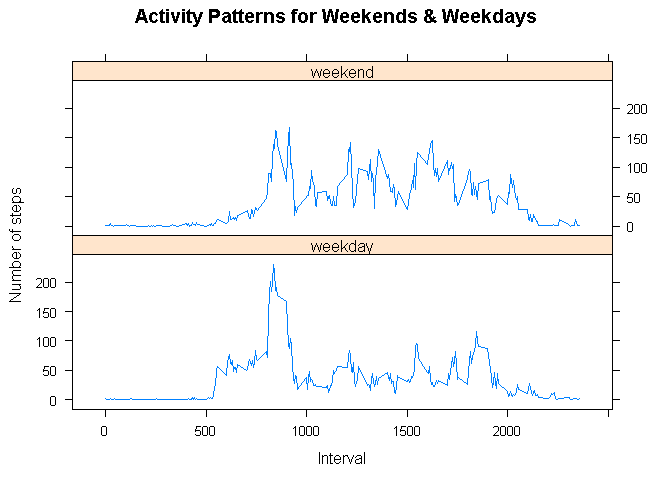 Activity Patterns for Weekends & Weekdays
weekend
200
150
100
50
0
Number of steps
weekday
200
150
100
50
0
0 500 1000 1500 2000
Interval